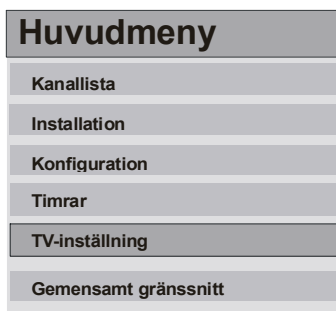 Huvudmeny
Kanallista
Installation
Konfiguration
Timrar
TV-inställning
Gemensamt gränssnitt